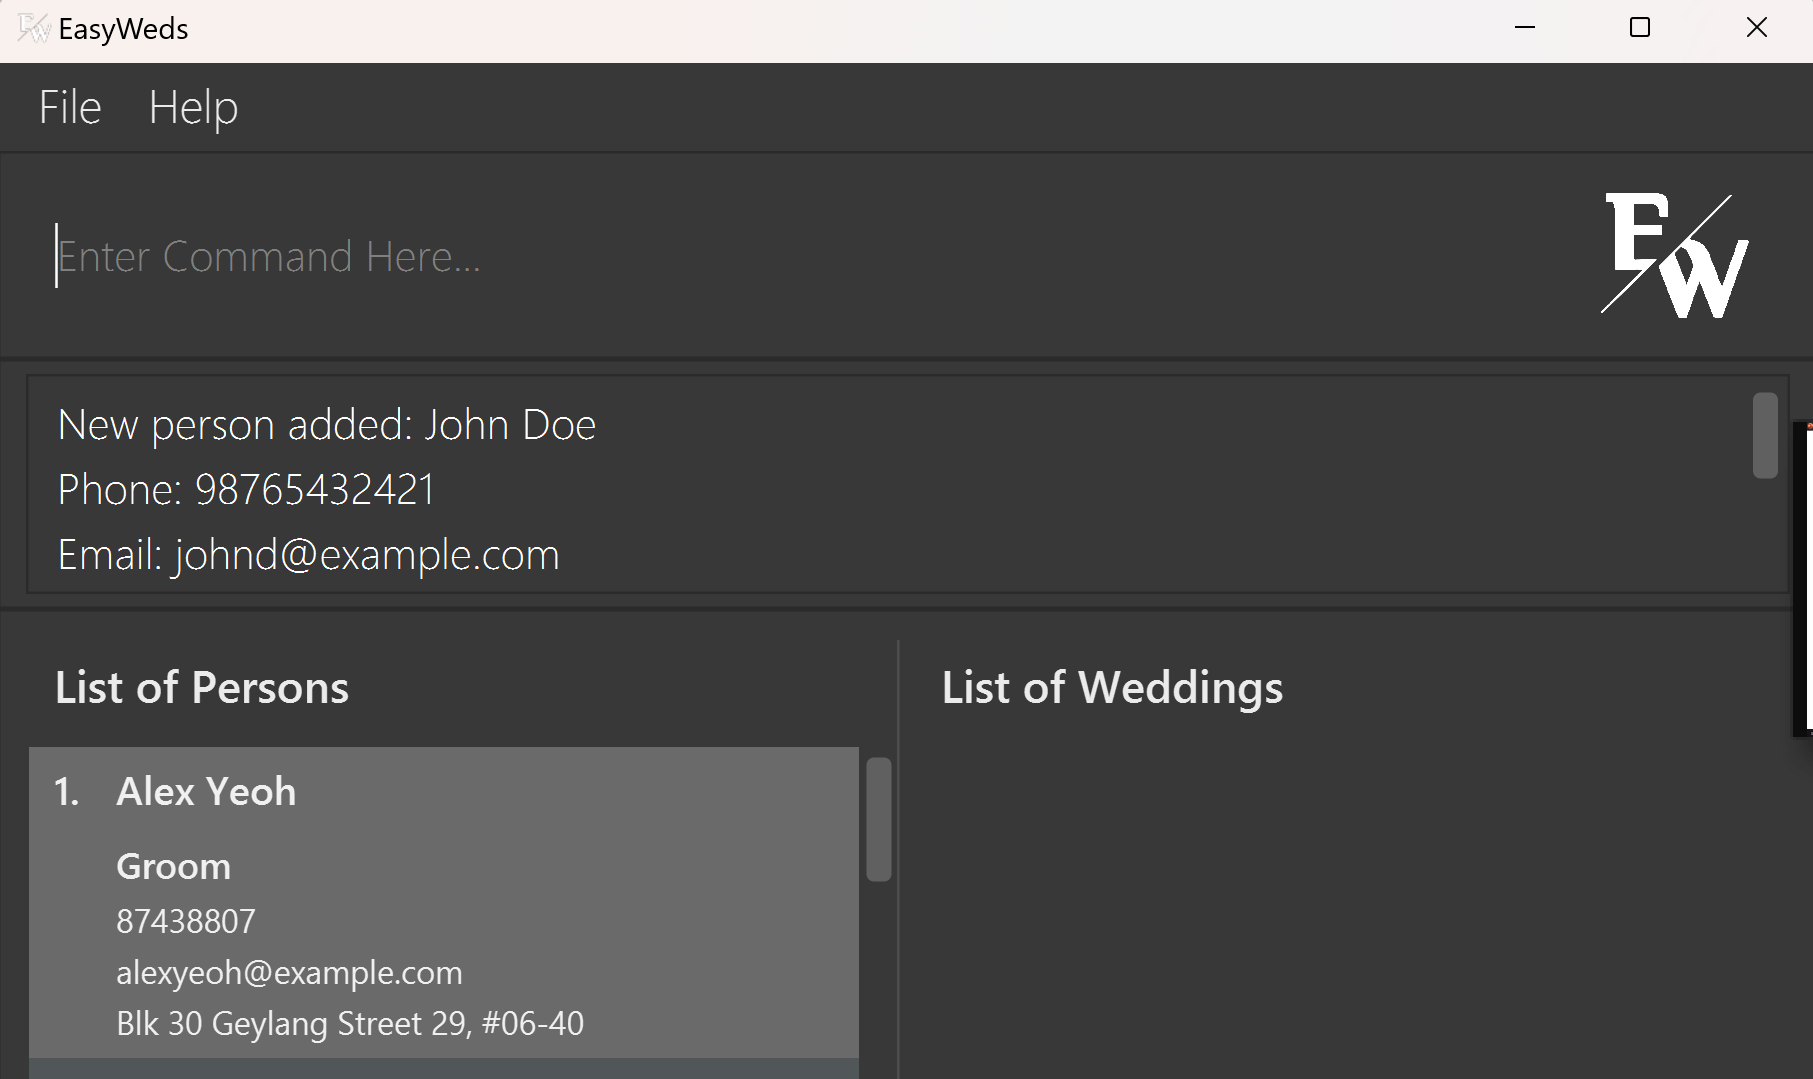 EW EasyWeds
File Help
Enter Command Here...
EW
New person added: John Doe
Phone: 98765432421
Email: johnd@example.com
List of Persons
List of Weddings
1. Alex Yeoh
Groom
87438807
alexyeoh@example.com
Blk 30 Geylang Street 29, #06-40